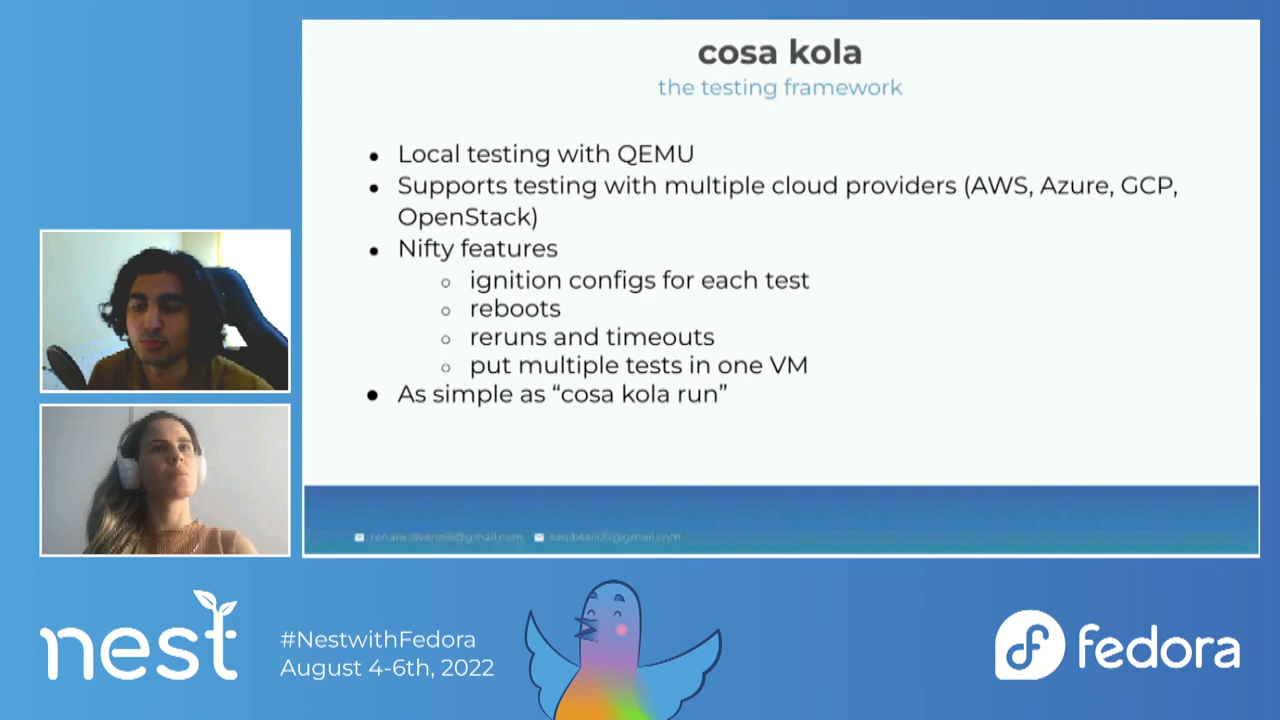 cosa kola
the testing framework
● Local testing with QEMU
● Supports testing with multiple cloud providers (AWS, Azure, GCP,
OpenStack)
● Nifty features
○ ignition configs for each test
○ reboots
○ reruns and timeouts
○ put multiple tests in one VM
● As simple as “cosa kola run”
nest
#NestwithFedora
August 4-6th, 2022
fedora